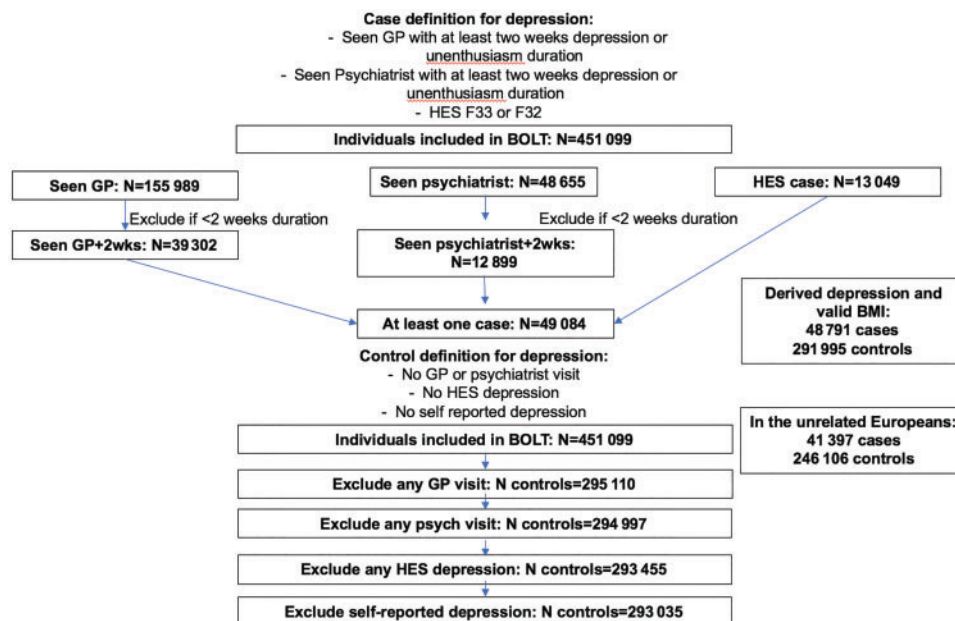 Case definition for depression:
- Seen GP with at least two weeks depression or
unenthusiasm duration
- Seen Psychiatrist with at least two weeks depression or
unenthusiasm duration
- HES F33 or F32
Individuals included in BOLT: N=451 099
Seen GP: N=155 989
Seen psychiatrist: N=48 655
HES case: N=13 049
Exclude if <2 weeks duration
Exclude if <2 weeks duration
Seen GP+2wks: N=39 302
Seen psychiatrist+2wks:
N=12 899
At least one case: N=49 084
Derived depression and
valid BMI:
48 791 cases
291 995 controls
Control definition for depression:
- No GP or psychiatrist visit
- No HES depression
- No self reported depression
In the unrelated Europeans:
41 397 cases
246 106 controls
Individuals included in BOLT: N=451 099
Exclude any GP visit: N controls=295 110
Exclude any psych visit: N controls=294 997
Exclude any HES depression: N controls=293 455
Exclude self-reported depression: N controls=293 035